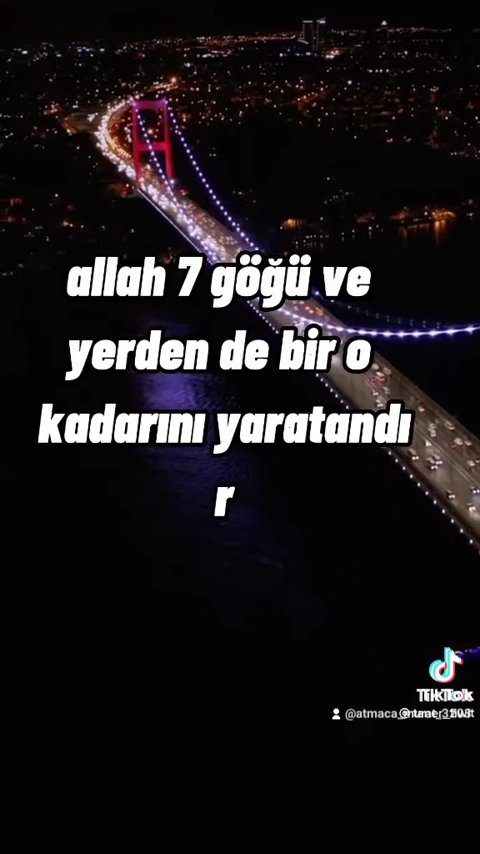 allah 7 göğü ve
yerden de bir o
kadarını yaratandı
r
TikTok